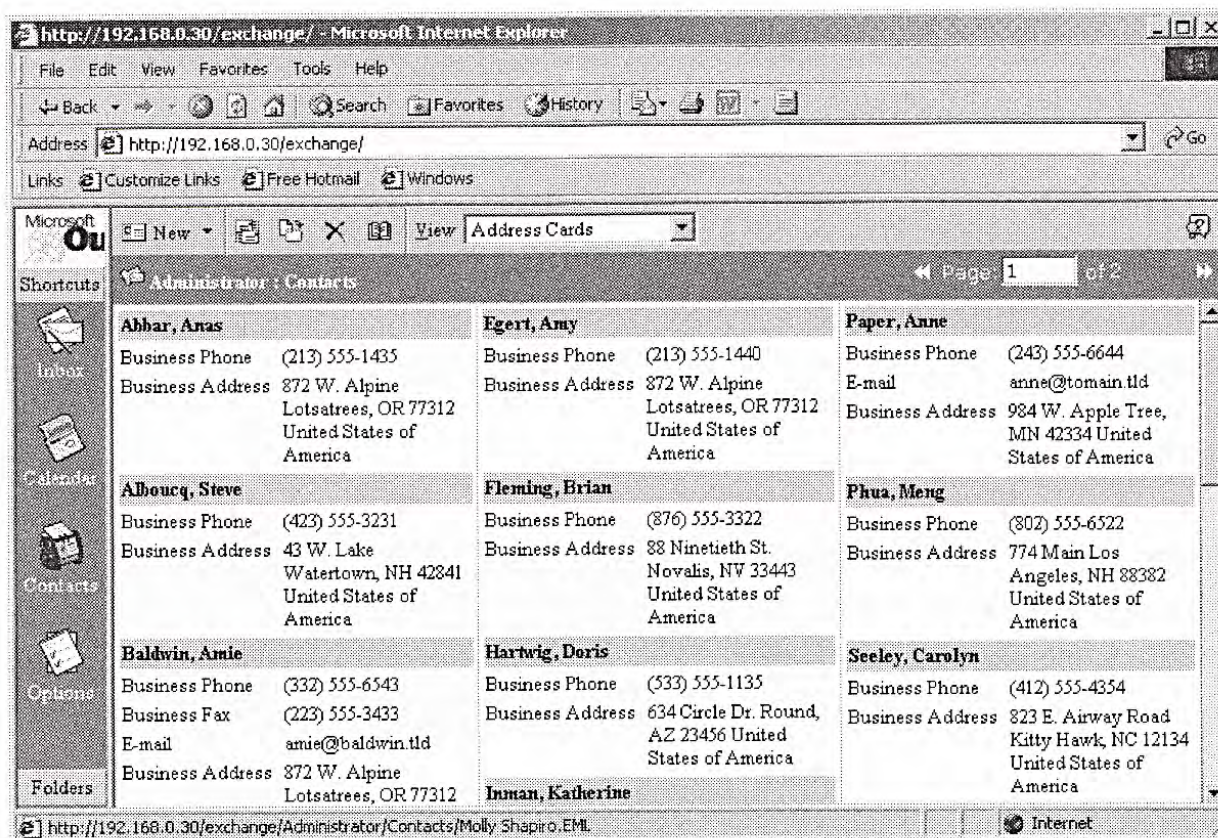 http://192.168.0.30/exchange/ - Microsoft Internet Explorer
File Edit View Favorites Tools Help
Back Search Favorites History
Address http://192.168.0.30/exchange/ Go
Links Customize Links Free Hotmail Windows
Microsoft
Ou
New View Address Cards
Shortcuts
Administrator : Contacts Page 1 of 2
Inbox
Calendar
Contacts
Options
Folders
Abbar, Anas
Business Phone (213) 555-1435
Business Address 872 W. Alpine
Lotsatrees, OR 77312
United States of
America
Alboucq, Steve
Business Phone (423) 555-3231
Business Address 43 W. Lake
Watertown, NH 42841
United States of
America
Baldwin, Amie
Business Phone (332) 555-6543
Business Fax (223) 555-3433
E-mail amie@baldwin.tld
Business Address 872 W. Alpine
Lotsatrees, OR 77312
Egert, Amy
Business Phone (213) 555-1440
Business Address 872 W. Alpine
Lotsatrees, OR 77312
United States of
America
Fleming, Brian
Business Phone (876) 555-3322
Business Address 88 Ninetieth St.
Novalis, NV 33443
United States of
America
Hartwig, Doris
Business Phone (533) 555-1135
Business Address 634 Circle Dr. Round,
AZ 23456 United
States of America
Inman, Katherine
Paper, Anne
Business Phone (243) 555-6644
E-mail anne@tomain.tld
Business Address 984 W. Apple Tree,
MN 42334 United
States of America
Phua, Meng
Business Phone (802) 555-6522
Business Address 774 Main Los
Angeles, NH 88382
United States of
America
Seeley, Carolyn
Business Phone (412) 555-4354
Business Address 823 E. Airway Road
Kitty Hawk, NC 12134
United States of
America
http://192.168.0.30/exchange/Administrator/Contacts/Molly Shapiro.EML Internet